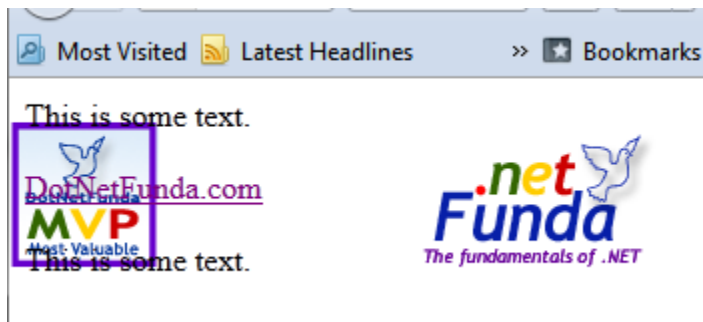 Most Visited Latest Headlines » Bookmarks
This is some text.
DotNetFunda.com
DotNetFunda
MVP
Most Valuable
This is some text.
.net
Funda
The fundamentals of .NET